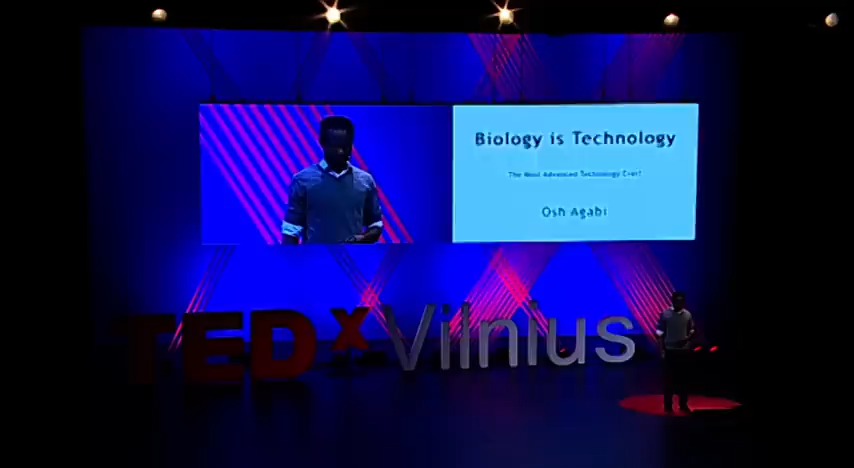 Biology is Technology
The Most Advanced Technology Ever!
Osh Agabi
TEDxVilnius